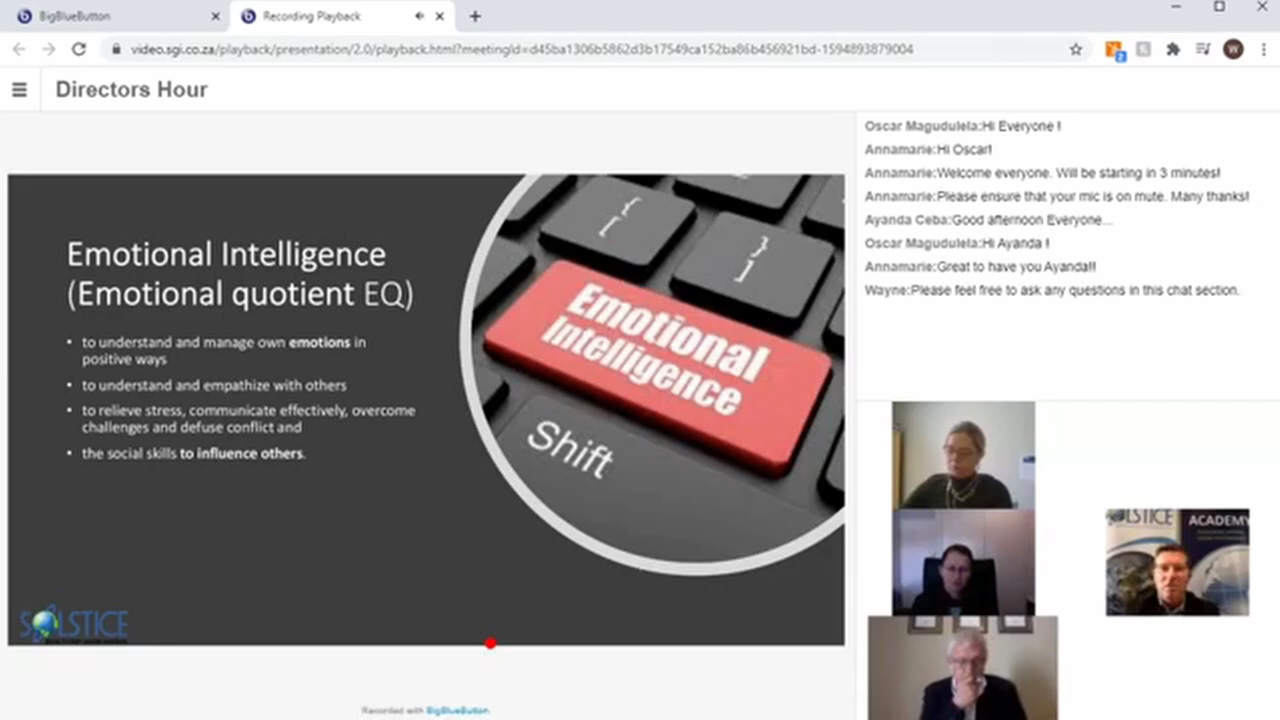 BigBlueButton
Recording Playback
video.sgi.co.za/playback/presentation/2.0/playback.html?meetingId=d45ba1306b5862d3b17549ca152ba86b456921bd-1594893879004
2
W
Directors Hour
Emotional Intelligence
(Emotional quotient EQ)
• to understand and manage own emotions in
positive ways
• to understand and empathize with others
• to relieve stress, communicate effectively, overcome
challenges and defuse conflict and
• the social skills to influence others.
{
[
}
]
Emotional
Intelligence
Shift
SOLSTICE
Recorded with BigBlueButton.
Oscar Magudulela:Hi Everyone !
Annamarie:Hi Oscar!
Annamarie:Welcome everyone. Will be starting in 3 minutes!
Annamarie:Please ensure that your mic is on mute. Many thanks!
Ayanda Ceba:Good afternoon Everyone...
Oscar Magudulela:Hi Ayanda !
Annamarie:Great to have you Ayanda!!!
Wayne:Please feel free to ask any questions in this chat section.
OLSTICE ACADEMY